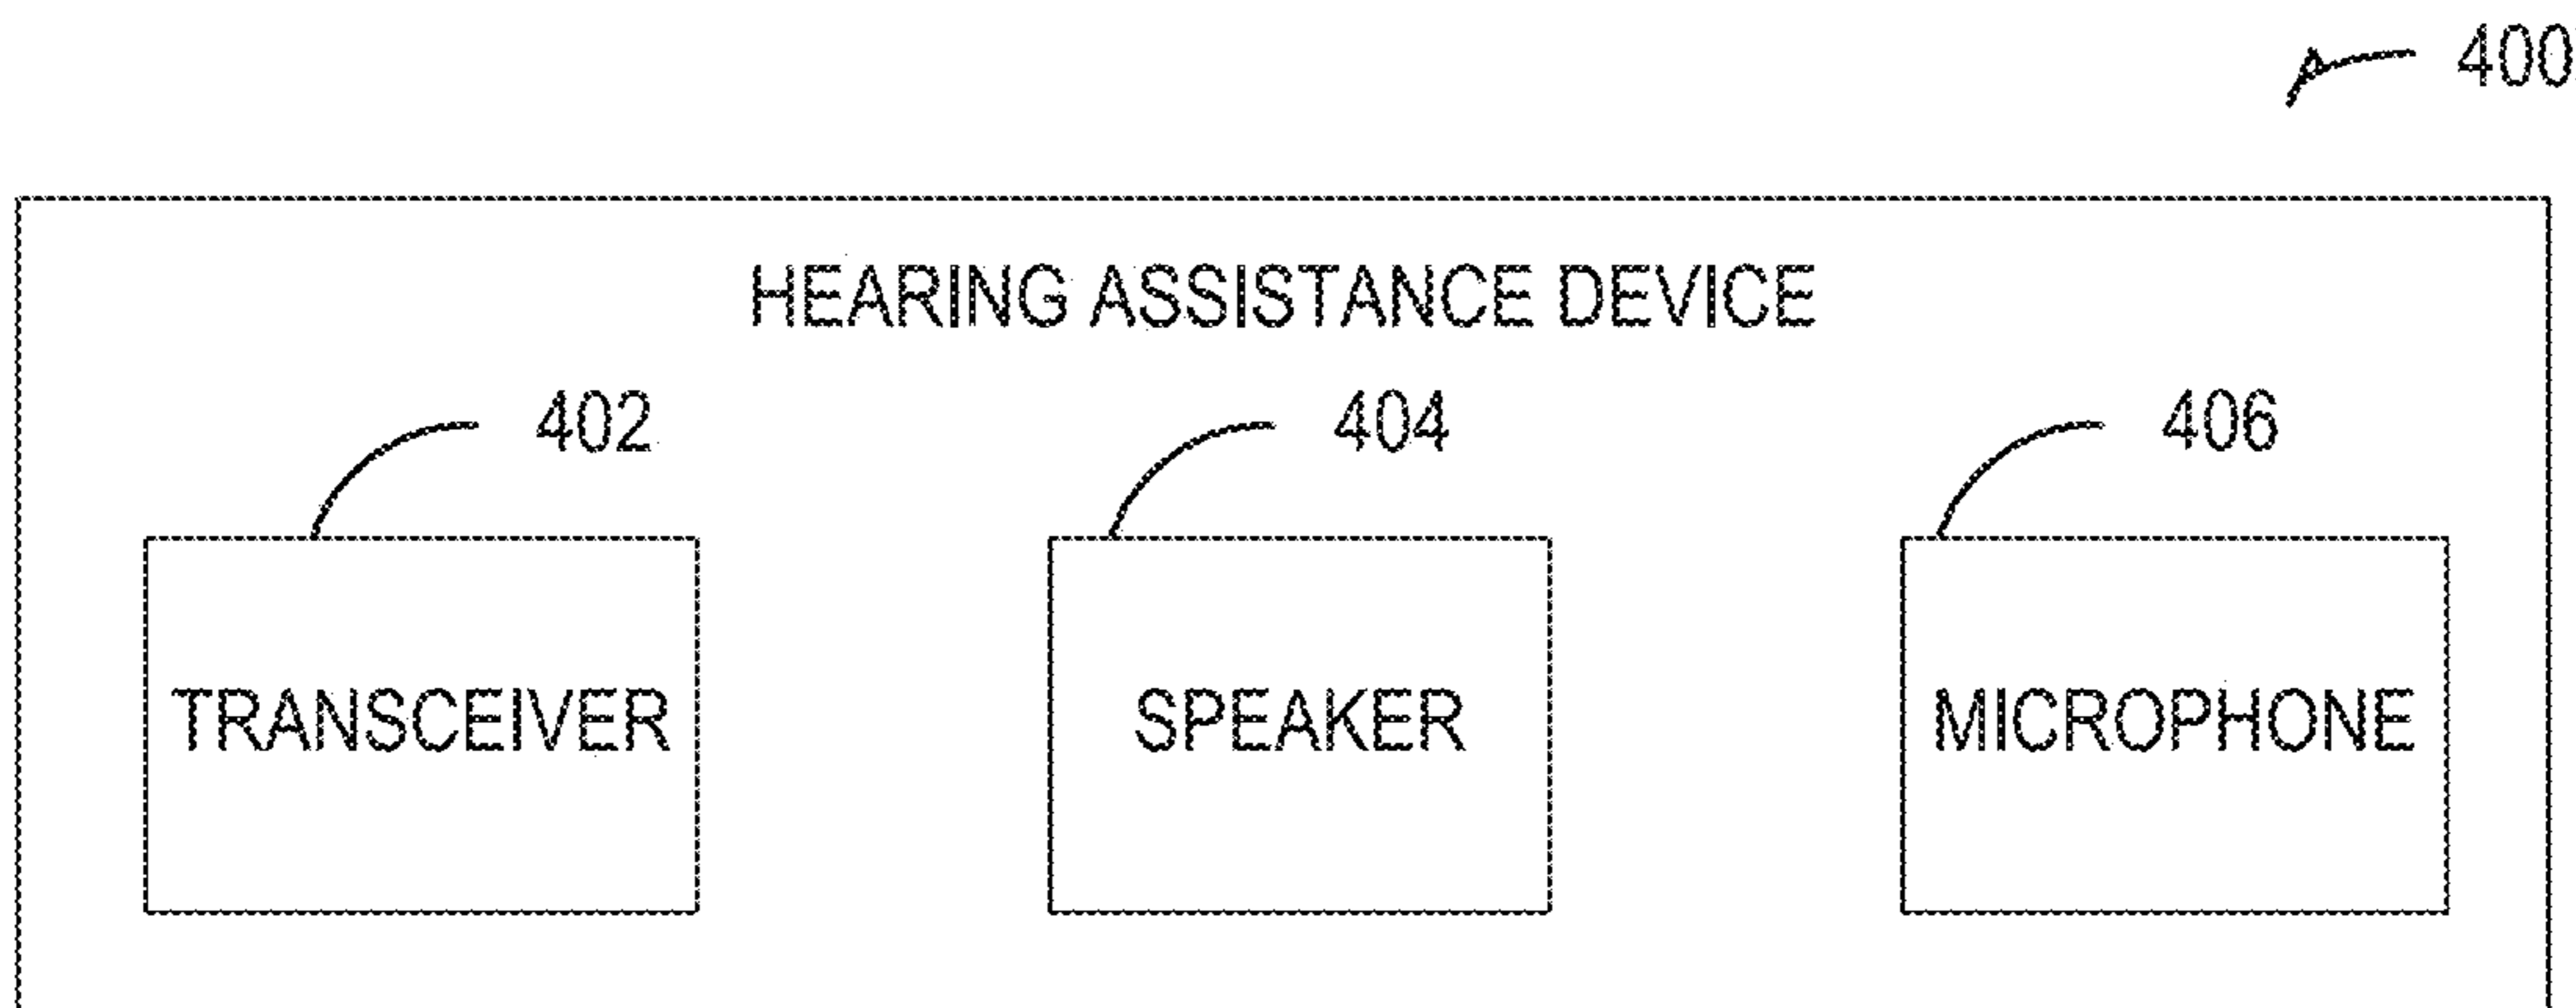 400
HEARING ASSISTANCE DEVICE
402 404 406
TRANSCEIVER SPEAKER MICROPHONE